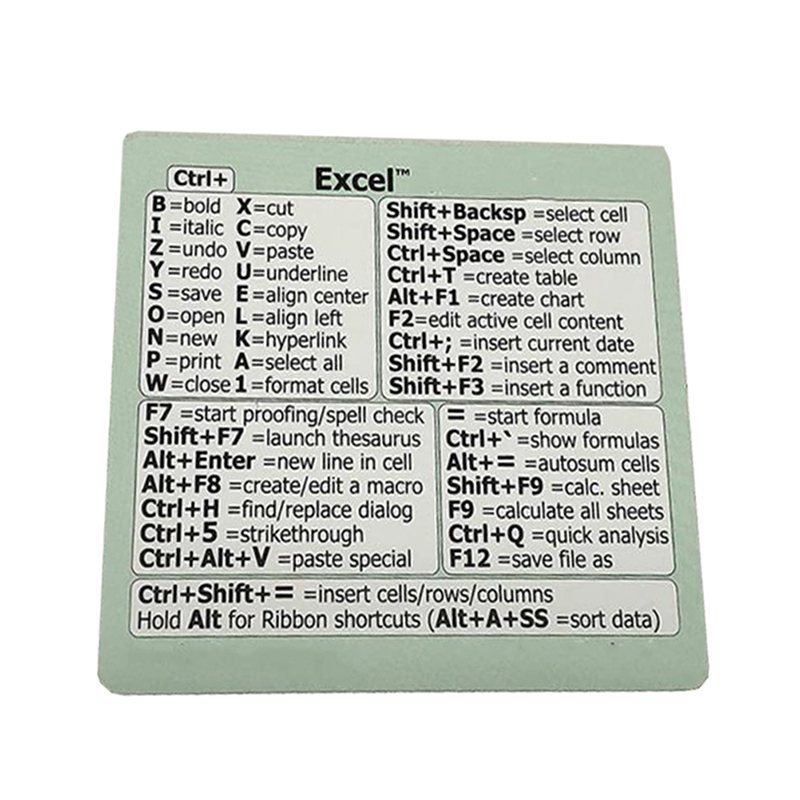 Ctrl+
Excel™
B=bold X=cut
I=italic C=copy
Z=undo V=paste
Y=redo U=underline
S=save E=align center
O=open L=align left
N=new K=hyperlink
P=print A=select all
W=close 1=format cells
Shift+Backsp =select cell
Shift+Space =select row
Ctrl+Space =select column
Ctrl+T =create table
Alt+F1 =create chart
F2=edit active cell content
Ctrl+; =insert current date
Shift+F2 =insert a comment
Shift+F3 =insert a function
F7 =start proofing/spell check
Shift+F7 =launch thesaurus
Alt+Enter =new line in cell
Alt+F8 =create/edit a macro
Ctrl+H =find/replace dialog
Ctrl+5 =strikethrough
Ctrl+Alt+V =paste special
= =start formula
Ctrl+` =show formulas
Alt+= =autosum cells
Shift+F9 =calc. sheet
F9 =calculate all sheets
Ctrl+Q =quick analysis
F12 =save file as
Ctrl+Shift+= =insert cells/rows/columns
Hold Alt for Ribbon shortcuts (Alt+A+SS =sort data)